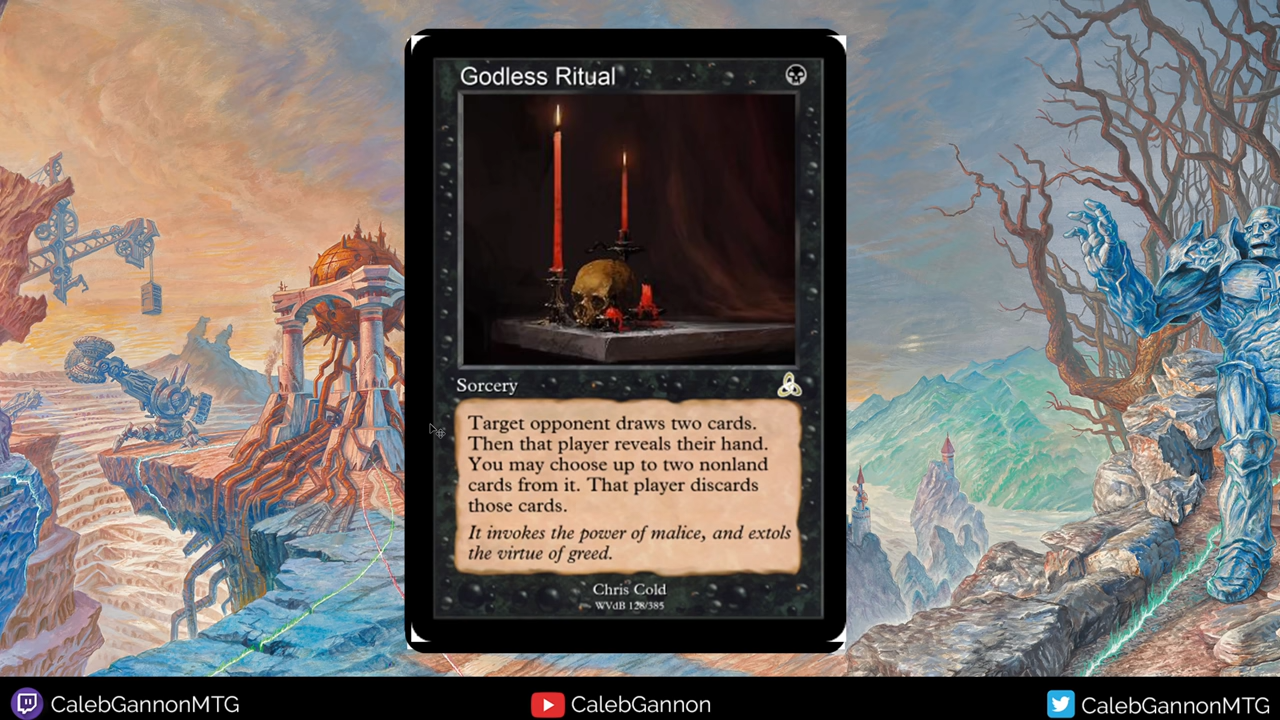 Godless Ritual
Sorcery
Target opponent draws two cards.
Then that player reveals their hand.
You may choose up to two nonland
cards from it. That player discards
those cards.
It invokes the power of malice, and extols
the virtue of greed.
Chris Cold
WVdB 128/385
CalebGannonMTG
CalebGannon
CalebGannonMTG